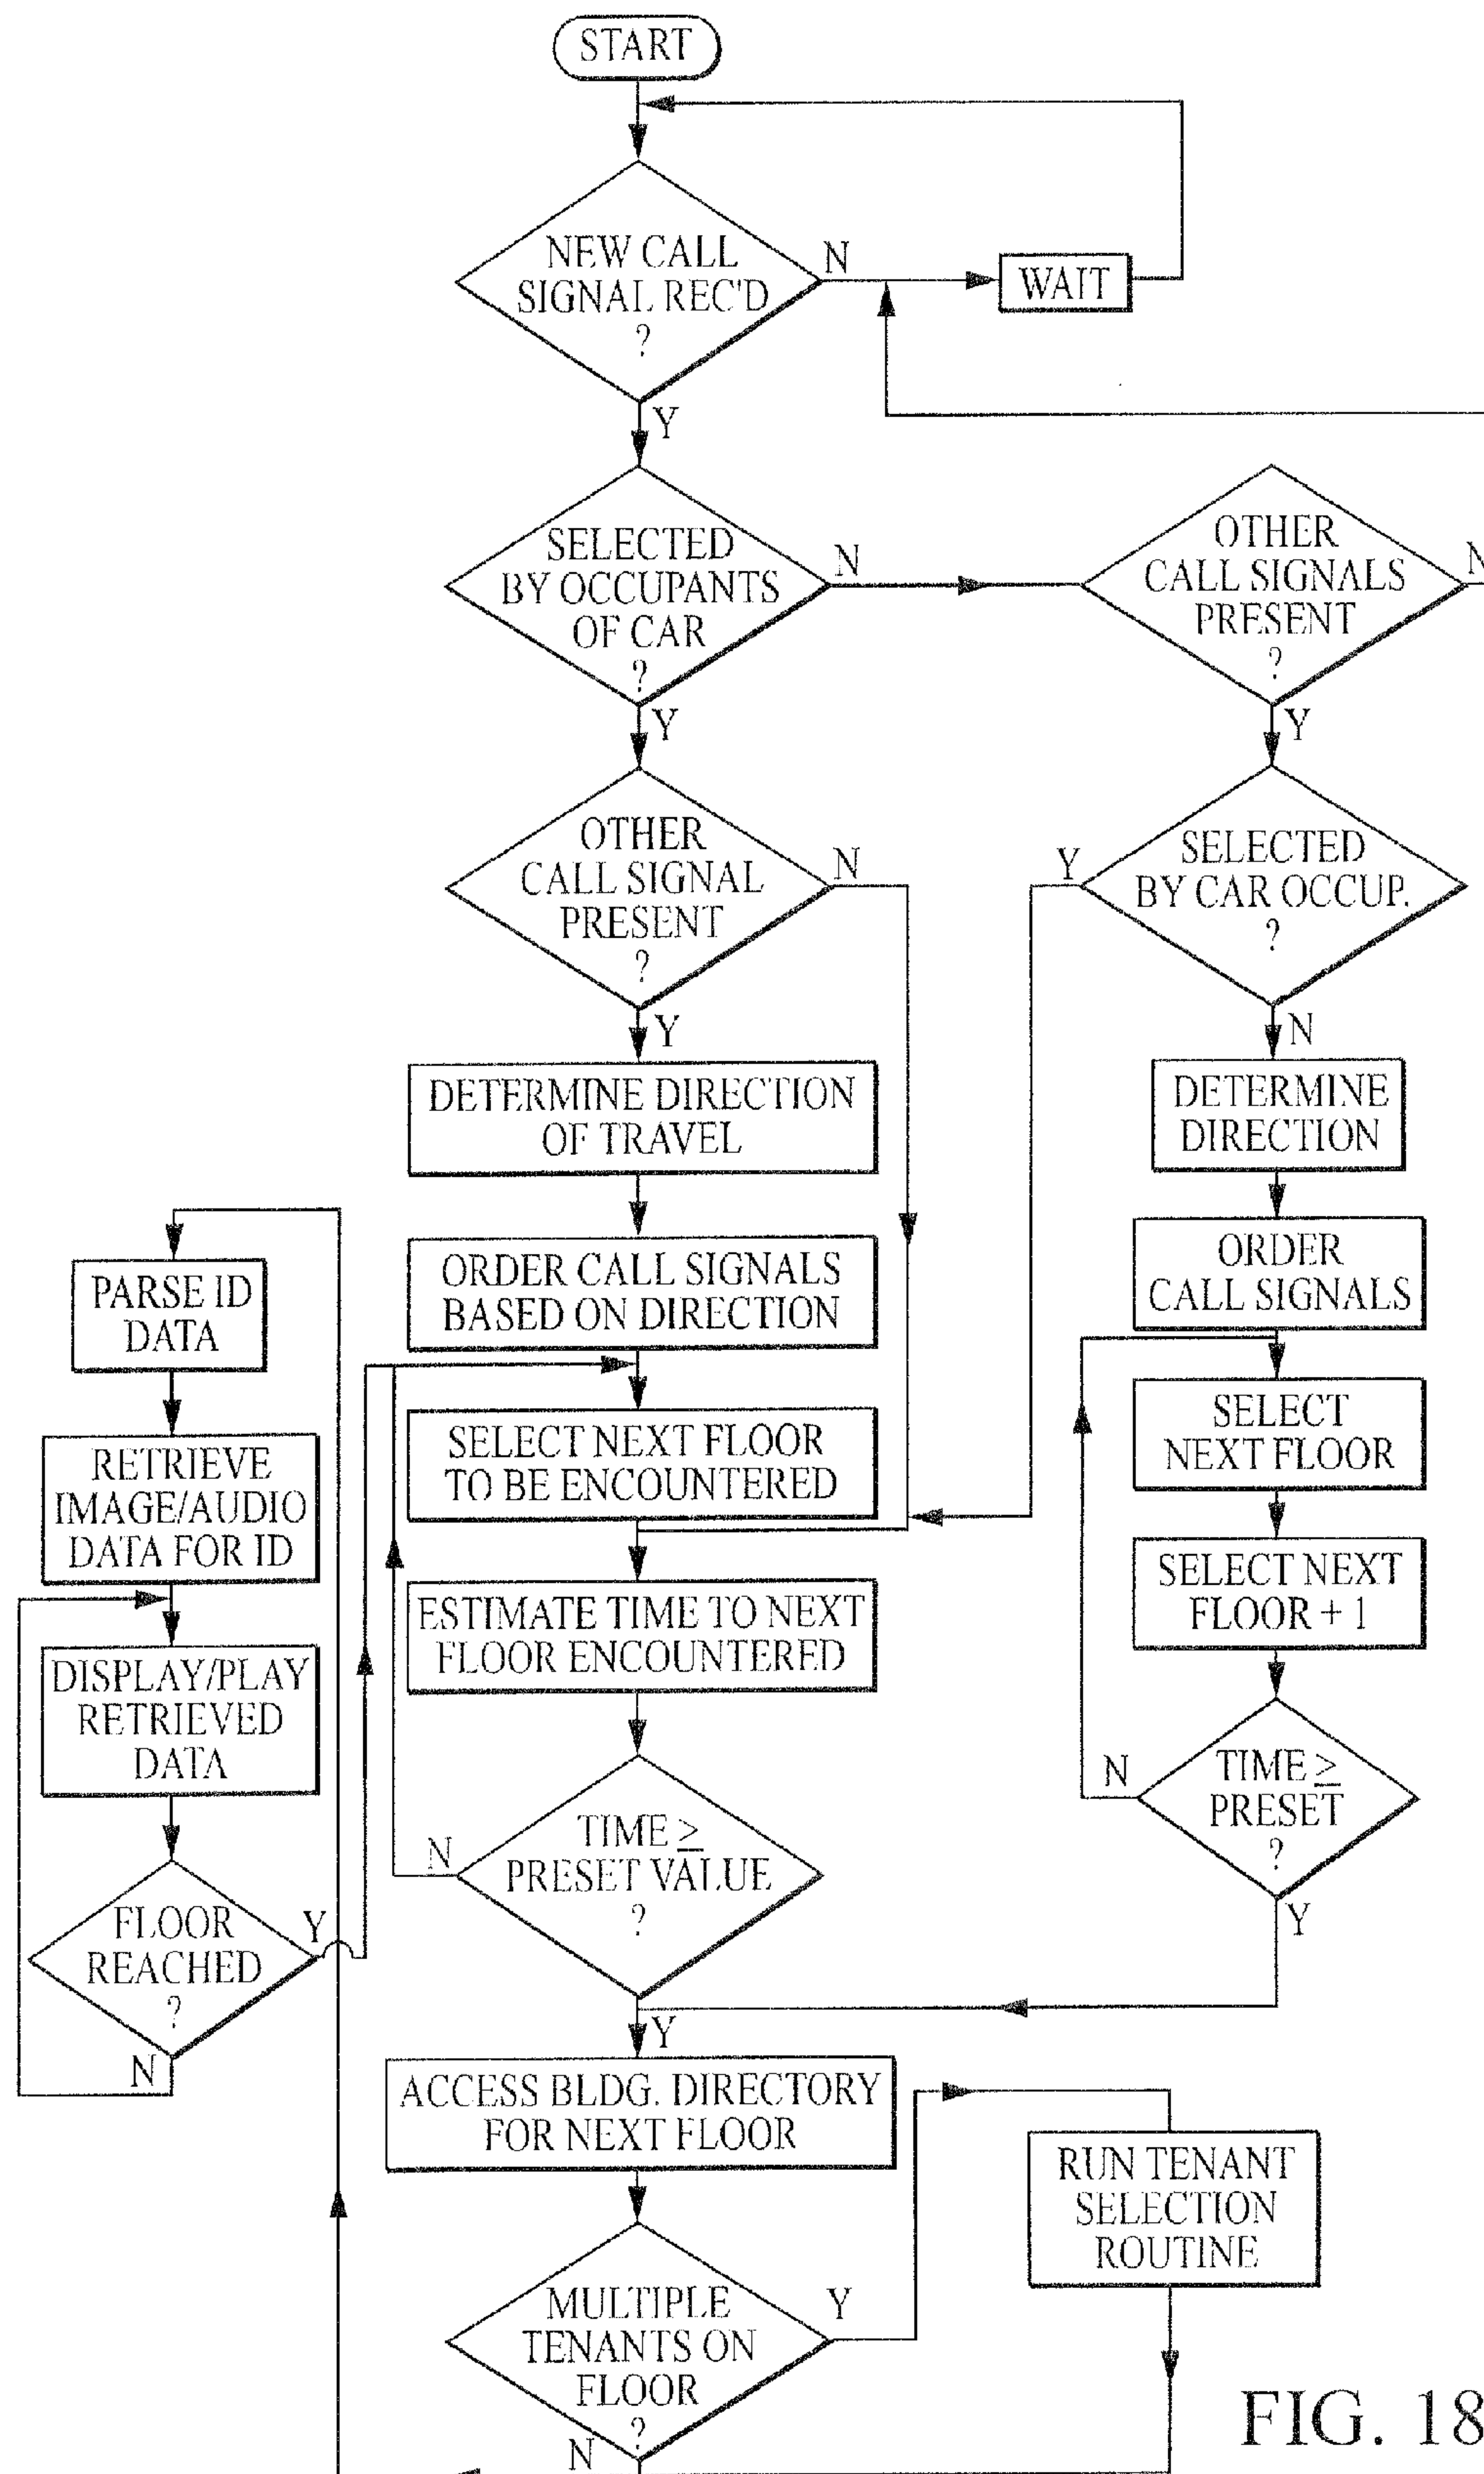 START
NEW CALL
SIGNAL REC'D
?
N
WAIT
Y
SELECTED
BY OCCUPANTS
OF CAR
?
N
Y
OTHER
CALL SIGNALS
PRESENT
?
N
Y
OTHER
CALL SIGNAL
PRESENT
?
N
Y
SELECTED
BY CAR OCCUP.
?
Y
N
DETERMINE DIRECTION
OF TRAVEL
DETERMINE
DIRECTION
ORDER CALL SIGNALS
BASED ON DIRECTION
ORDER
CALL SIGNALS
PARSE ID
DATA
SELECT NEXT FLOOR
TO BE ENCOUNTERED
SELECT
NEXT FLOOR
RETRIEVE
IMAGE/AUDIO
DATA FOR ID
ESTIMATE TIME TO NEXT
FLOOR ENCOUNTERED
SELECT NEXT
FLOOR + 1
DISPLAY/PLAY
RETRIEVED
DATA
TIME ≥
PRESET VALUE
?
N
Y
TIME ≥
PRESET
?
N
Y
FLOOR
REACHED
?
Y
N
ACCESS BLDG. DIRECTORY
FOR NEXT FLOOR
RUN TENANT
SELECTION
ROUTINE
MULTIPLE
TENANTS ON
FLOOR
?
Y
N
FIG. 18